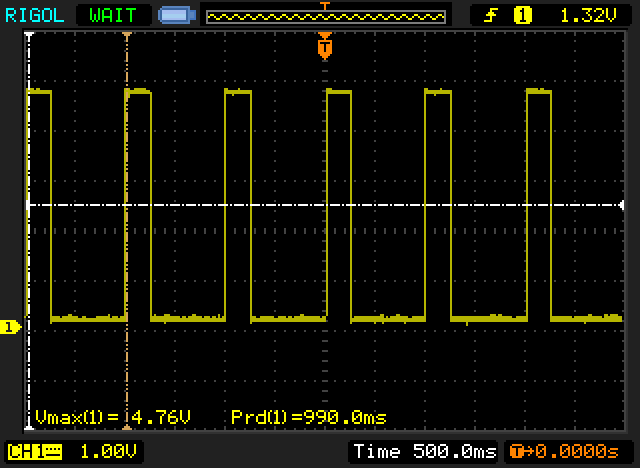 RIGOL WAIT T 1 1.32V
T
1
Vmax(1)= 4.76V Prd(1)=990.0ms
CH1 1.00V Time 500.0ms T→0.0000s